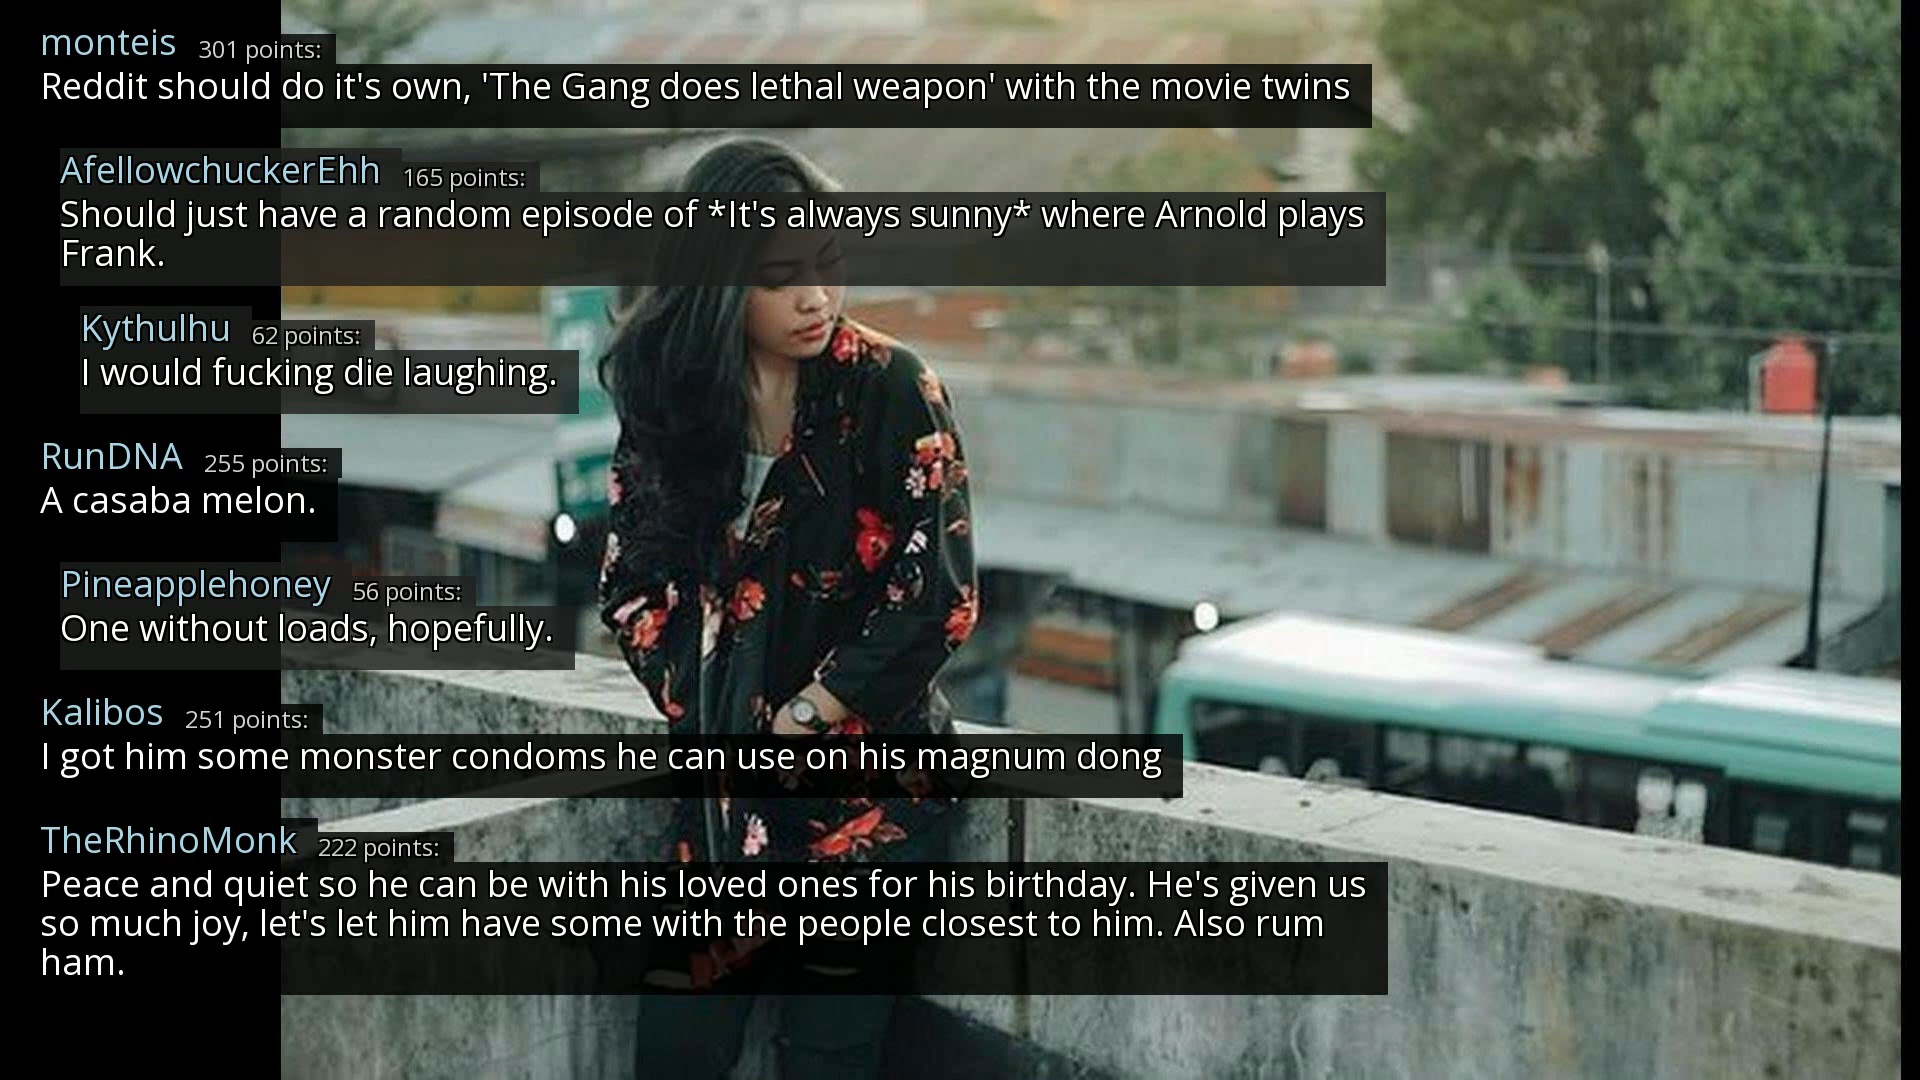 monteis 301 points:
Reddit should do it's own, 'The Gang does lethal weapon' with the movie twins
AfellowchuckerEhh 165 points:
Should just have a random episode of *It's always sunny* where Arnold plays
Frank.
Kythulhu 62 points:
I would fucking die laughing.
RunDNA 255 points:
A casaba melon.
Pineapplehoney 56 points:
One without loads, hopefully.
Kalibos 251 points:
I got him some monster condoms he can use on his magnum dong
TheRhinoMonk 222 points:
Peace and quiet so he can be with his loved ones for his birthday. He's given us
so much joy, let's let him have some with the people closest to him. Also rum
ham.